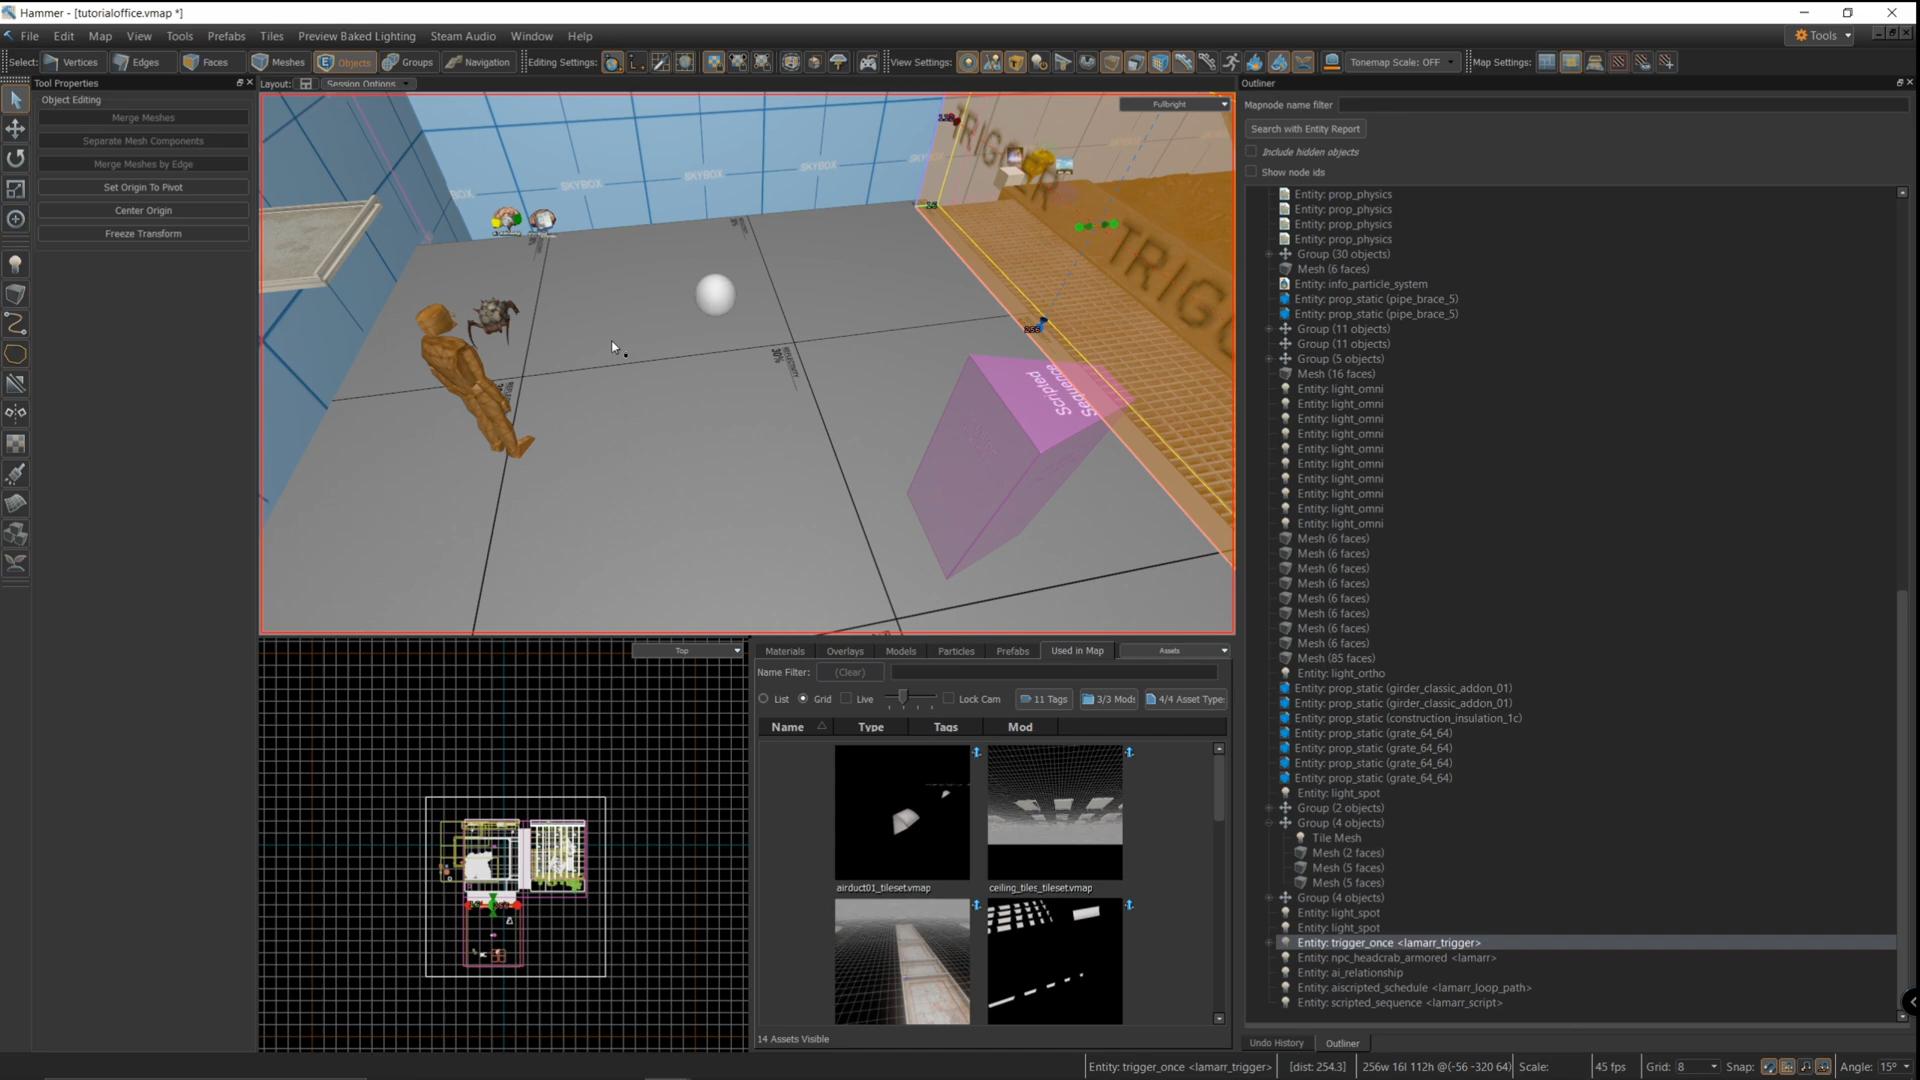 Hammer - [tutorialoffice.vmap *]
File Edit Map View Tools Prefabs Tiles Preview Baked Lighting Steam Audio Window Help
Tools
Select: Vertices Edges Faces Meshes Objects Groups Navigation Editing Settings: View Settings: Tonemap Scale: OFF Map Settings:
Tool Properties
Object Editing
Merge Meshes
Separate Mesh Components
Merge Meshes by Edge
Set Origin To Pivot
Center Origin
Freeze Transform
Layout: Session Options
Fullbright
SKYBOX
SKYBOX
SKYBOX
TRIGGER
TRIG
16
256
30%
REFLECTIVITY
Scripted
Sequence
Top
Materials Overlays Models Particles Prefabs Used in Map Assets
Name Filter: (Clear)
List Grid Live Lock Cam 11 Tags 3/3 Mods 4/4 Asset Type
Name Type Tags Mod
airduct01_tileset.vmap
ceiling_tiles_tileset.vmap
14 Assets Visible
Outliner
Mapnode name filter
Search with Entity Report
Include hidden objects
Show node ids
Entity: prop_physics
Entity: prop_physics
Entity: prop_physics
Entity: prop_physics
Group (30 objects)
Mesh (6 faces)
Entity: info_particle_system
Entity: prop_static (pipe_brace_5)
Entity: prop_static (pipe_brace_5)
Group (11 objects)
Group (11 objects)
Group (5 objects)
Mesh (16 faces)
Entity: light_omni
Entity: light_omni
Entity: light_omni
Entity: light_omni
Entity: light_omni
Entity: light_omni
Entity: light_omni
Entity: light_omni
Entity: light_omni
Entity: light_omni
Mesh (6 faces)
Mesh (6 faces)
Mesh (6 faces)
Mesh (6 faces)
Mesh (6 faces)
Mesh (6 faces)
Mesh (6 faces)
Mesh (6 faces)
Mesh (85 faces)
Entity: light_ortho
Entity: prop_static (girder_classic_addon_01)
Entity: prop_static (girder_classic_addon_01)
Entity: prop_static (construction_insulation_1c)
Entity: prop_static (grate_64_64)
Entity: prop_static (grate_64_64)
Entity: prop_static (grate_64_64)
Entity: prop_static (grate_64_64)
Entity: light_spot
Group (2 objects)
Group (4 objects)
Tile Mesh
Mesh (2 faces)
Mesh (5 faces)
Mesh (5 faces)
Group (4 objects)
Entity: light_spot
Entity: light_spot
Entity: trigger_once <lamarr_trigger>
Entity: npc_headcrab_armored <lamarr>
Entity: ai_relationship
Entity: aiscripted_schedule <lamarr_loop_path>
Entity: scripted_sequence <lamarr_script>
Undo History Outliner
Entity: trigger_once <lamarr_trigger> [dist: 254.3] 256w 16l 112h @(-56 -320 64) Scale: 45 fps Grid: 8 Snap: Angle: 15°